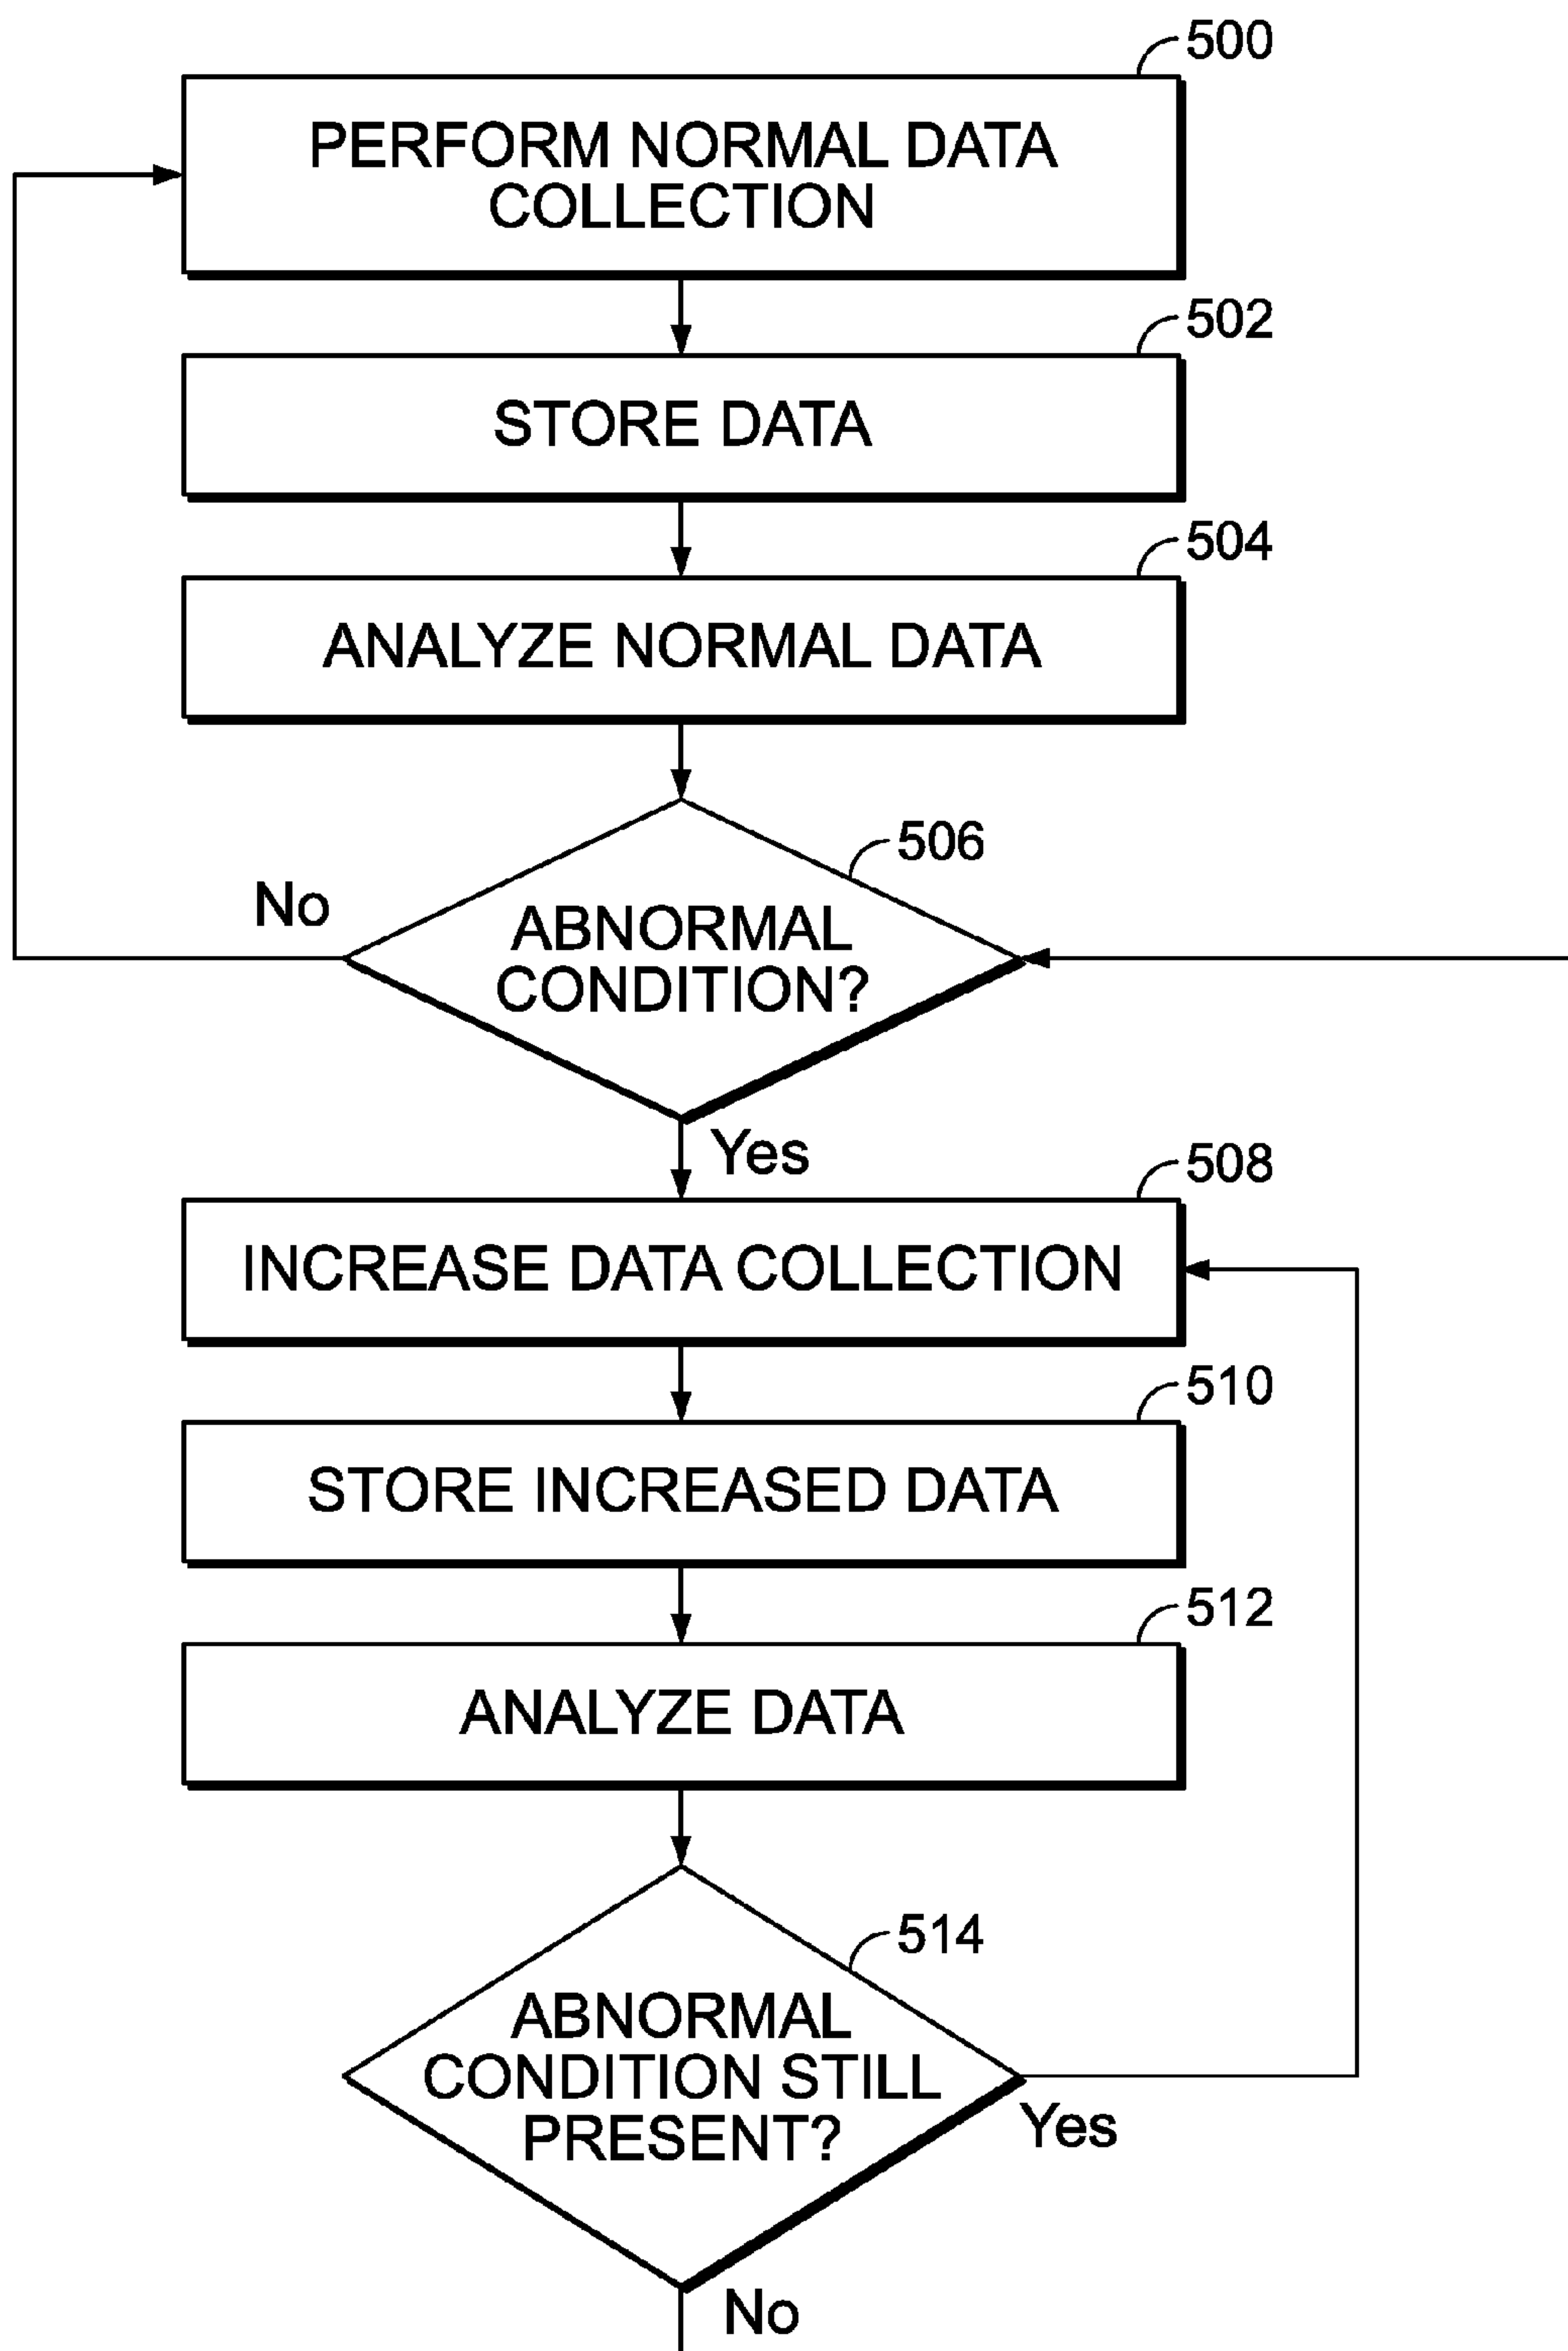 500
PERFORM NORMAL DATA
COLLECTION
502
STORE DATA
504
ANALYZE NORMAL DATA
506
No
ABNORMAL
CONDITION?
Yes
508
INCREASE DATA COLLECTION
510
STORE INCREASED DATA
512
ANALYZE DATA
514
ABNORMAL
CONDITION STILL
PRESENT?
Yes
No